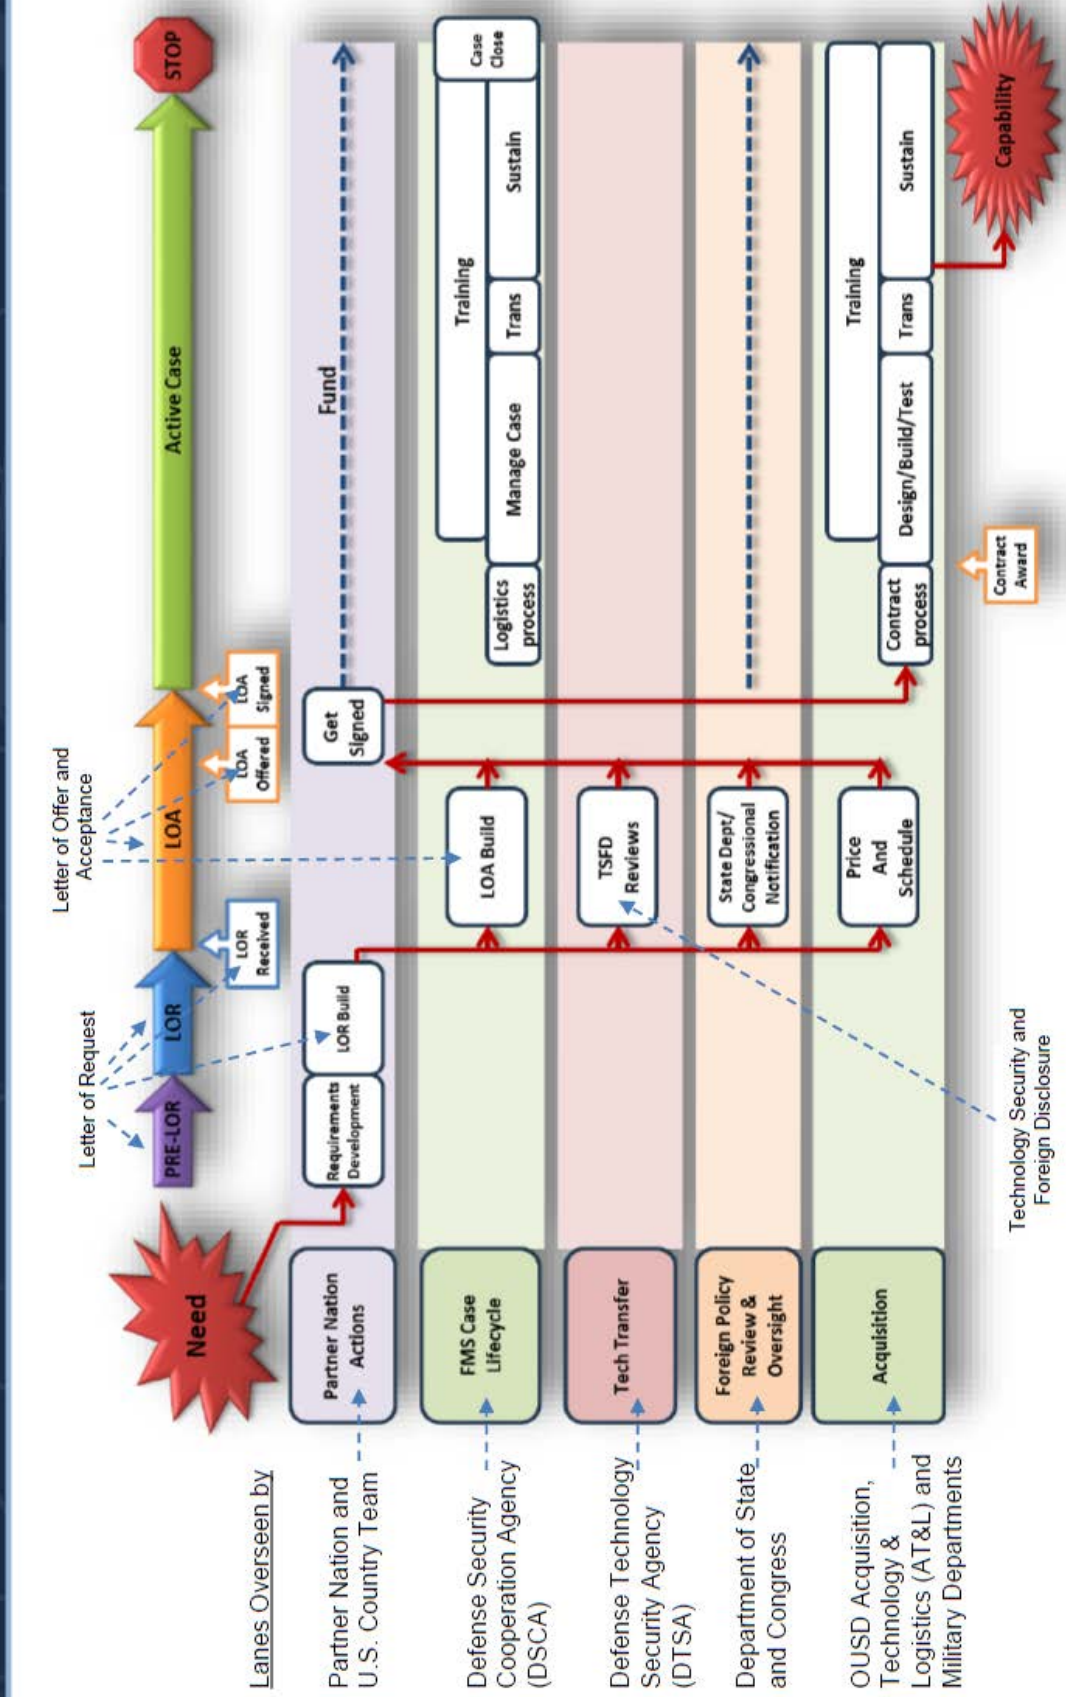 Need
PRE-LOR
LOR
LOA
Active Case
STOP
Letter of Request
Letter of Offer and
Acceptance
LOR
Received
LOA
Offered
LOA
Signed
Lanes Overseen by
Partner Nation and
U.S. Country Team
Partner Nation
Actions
Requirements
Development
LOR Build
Get
Signed
Fund
Defense Security
Cooperation Agency
(DSCA)
FMS Case
Lifecycle
LOA Build
Logistics
process
Training
Manage Case
Trans
Sustain
Case
Close
Defense Technology
Security Agency
(DTSA)
Tech Transfer
TSFD
Reviews
Department of State
and Congress
Foreign Policy
Review &
Oversight
State Dept/
Congressional
Notification
OUSD Acquisition,
Technology &
Logistics (AT&L) and
Military Departments
Acquisition
Price
And
Schedule
Contract
process
Training
Design/Build/Test
Trans
Sustain
Capability
Contract
Award
Technology Security and
Foreign Disclosure